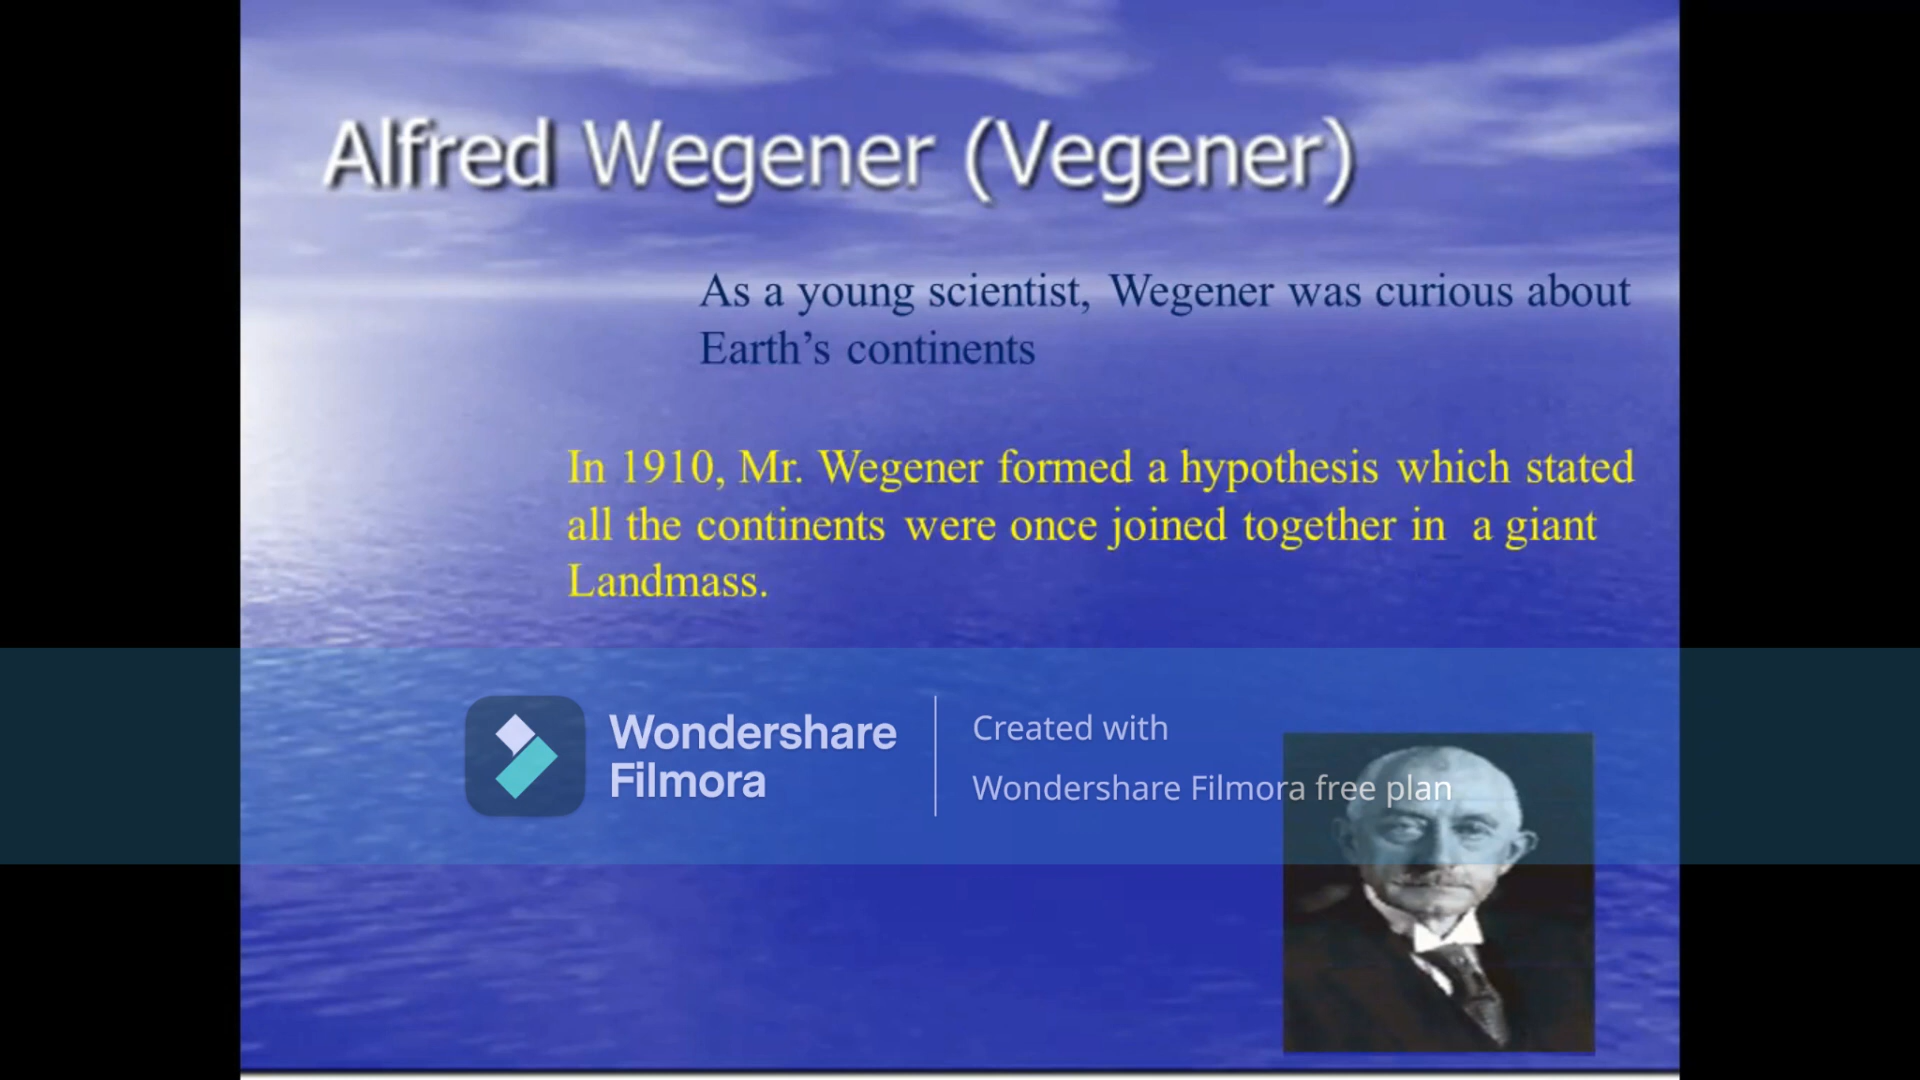 Alfred Wegener (Vegener)
As a young scientist, Wegener was curious about
Earth’s continents
In 1910, Mr. Wegener formed a hypothesis which stated
all the continents were once joined together in a giant
Landmass.
Wondershare
Filmora
Created with
Wondershare Filmora free plan